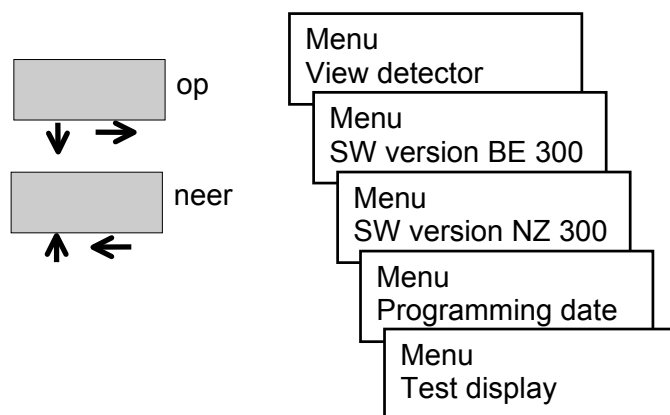 op
neer
Menu
View detector
Menu
SW version BE 300
Menu
SW version NZ 300
Menu
Programming date
Menu
Test display